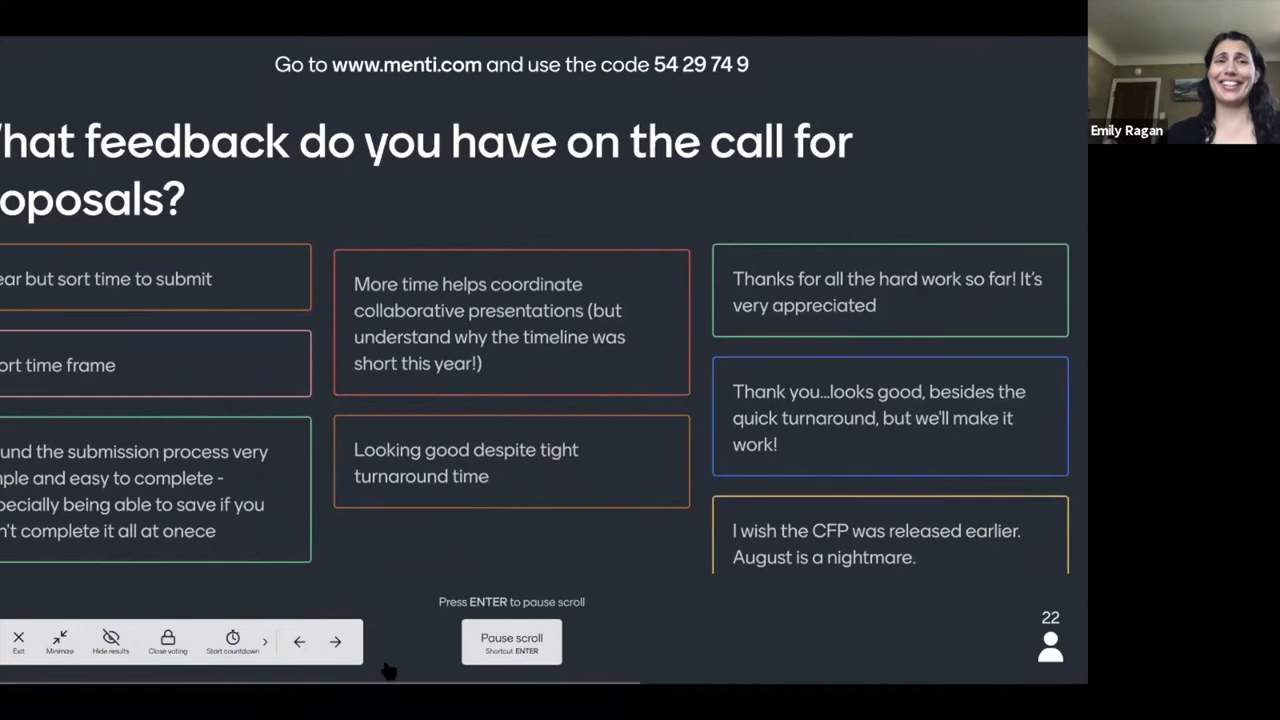 Go to www.menti.com and use the code 54 29 74 9
hat feedback do you have on the call for
oposals?
ear but sort time to submit
ort time frame
und the submission process very
ple and easy to complete -
pecially being able to save if you
n't complete it all at onece
More time helps coordinate
collaborative presentations (but
understand why the timeline was
short this year!)
Looking good despite tight
turnaround time
Thanks for all the hard work so far! It's
very appreciated
Thank you...looks good, besides the
quick turnaround, but we'll make it
work!
I wish the CFP was released earlier.
August is a nightmare.
Press ENTER to pause scroll
Exit
Minimize
Hide results
Close voting
Start countdown
Pause scroll
Shortcut ENTER
22
Emily Ragan